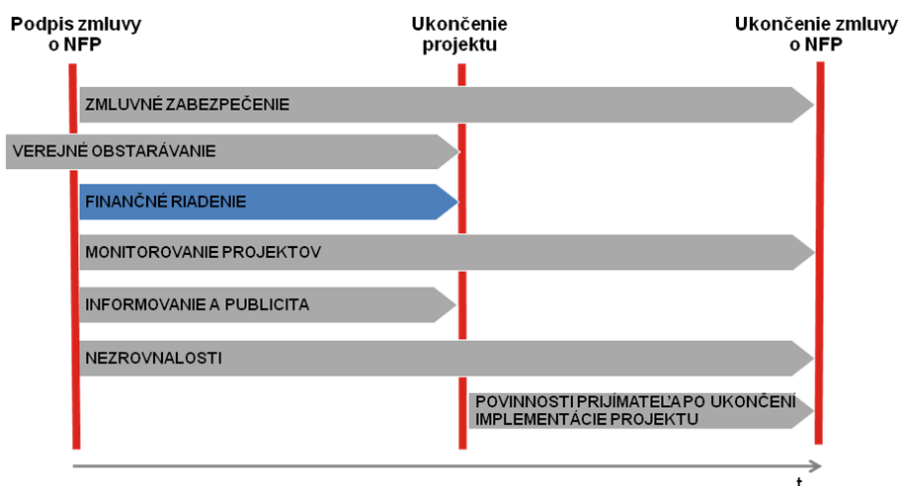 Podpis zmluvy
o NFP
Ukončenie
projektu
Ukončenie zmluvy
o NFP
ZMLUVNÉ ZABEZPEČENIE
VEREJNÉ OBSTARÁVANIE
FINANČNÉ RIADENIE
MONITOROVANIE PROJEKTOV
INFORMOVANIE A PUBLICITA
NEZROVNALOSTI
POVINNOSTI PRIJÍMATEĽA PO UKONČENÍ
IMPLEMENTÁCIE PROJEKTU
t